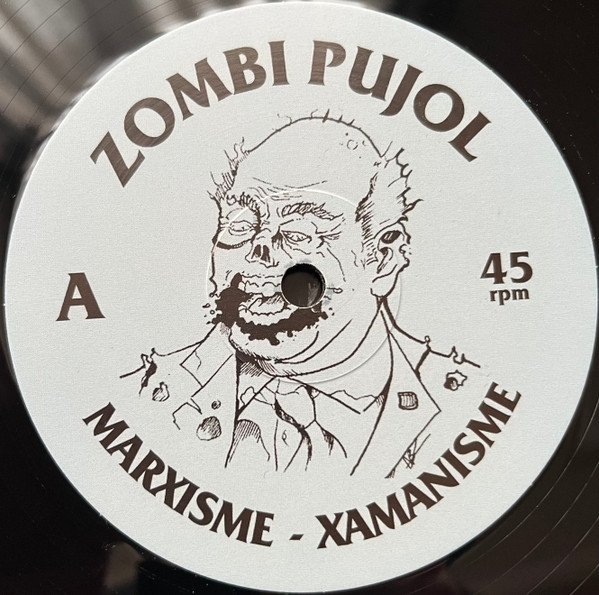 ZOMBI PUJOL
A
45
rpm
MARXISME - XAMANISME